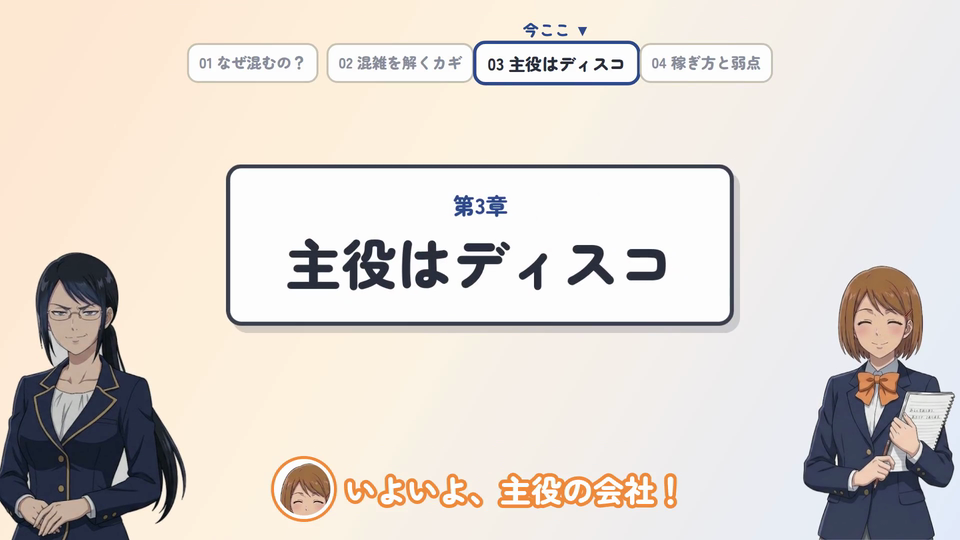 今ここ ▼
01 なぜ混むの？
02 混雑を解くカギ
03 主役はディスコ
04 稼ぎ方と弱点
第3章
主役はディスコ
いよいよ、主役の会社！